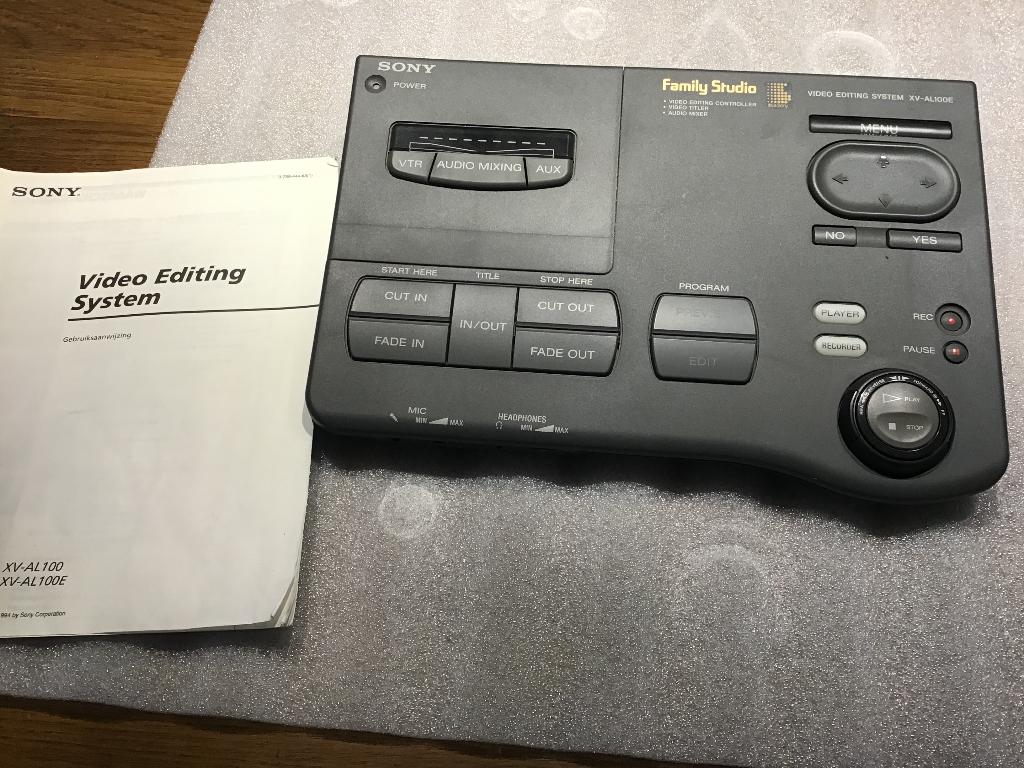 SONY
Video Editing
System
Gebruiksaanwijzing
XV-AL100
XV-AL100E
1994 by Sony Corporation
SONY
POWER
VTR AUDIO MIXING AUX
Family Studio
• VIDEO EDITING CONTROLLER
• VIDEO TITLER
• AUDIO MIXER
VIDEO EDITING SYSTEM XV-AL100E
MENU
NO YES
START HERE TITLE STOP HERE
CUT IN
IN/OUT
CUT OUT
FADE IN
FADE OUT
PROGRAM
EDIT
PLAYER
RECORDER
REC
PAUSE
PLAY
STOP
MIC
MIN MAX
HEADPHONES
MIN MAX